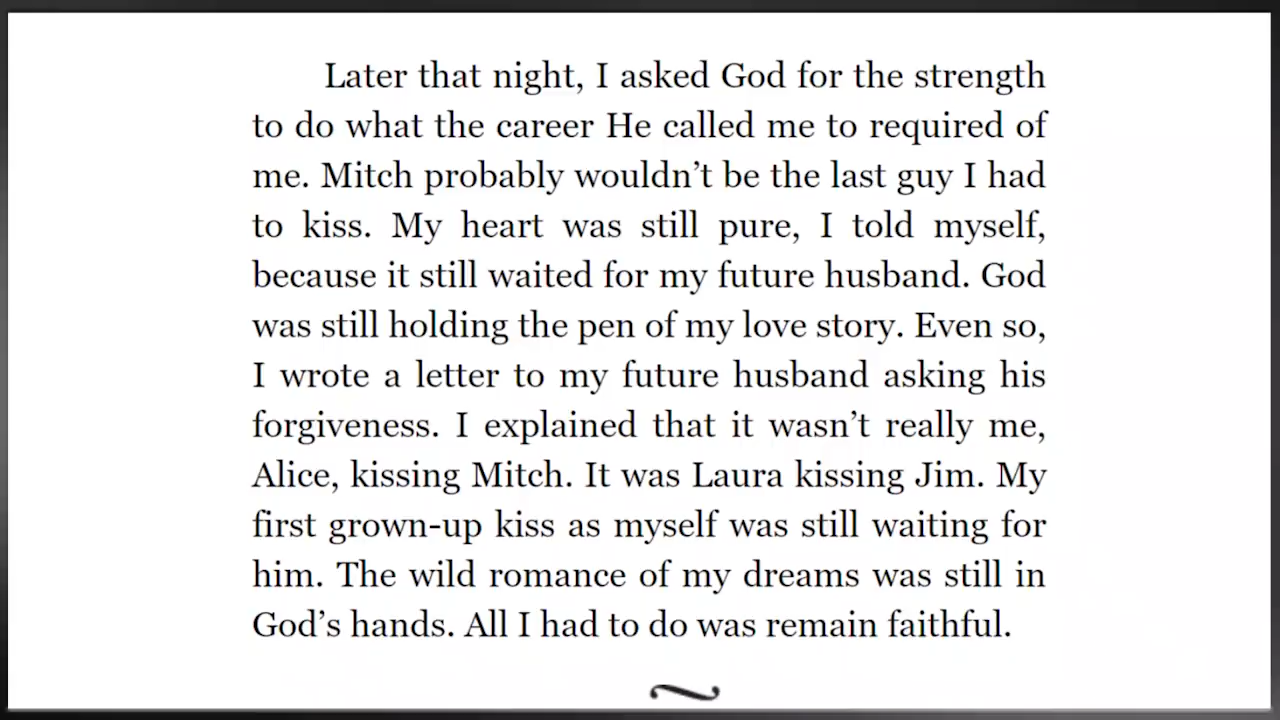 Later that night, I asked God for the strength
to do what the career He called me to required of
me. Mitch probably wouldn’t be the last guy I had
to kiss. My heart was still pure, I told myself,
because it still waited for my future husband. God
was still holding the pen of my love story. Even so,
I wrote a letter to my future husband asking his
forgiveness. I explained that it wasn’t really me,
Alice, kissing Mitch. It was Laura kissing Jim. My
first grown-up kiss as myself was still waiting for
him. The wild romance of my dreams was still in
God’s hands. All I had to do was remain faithful.